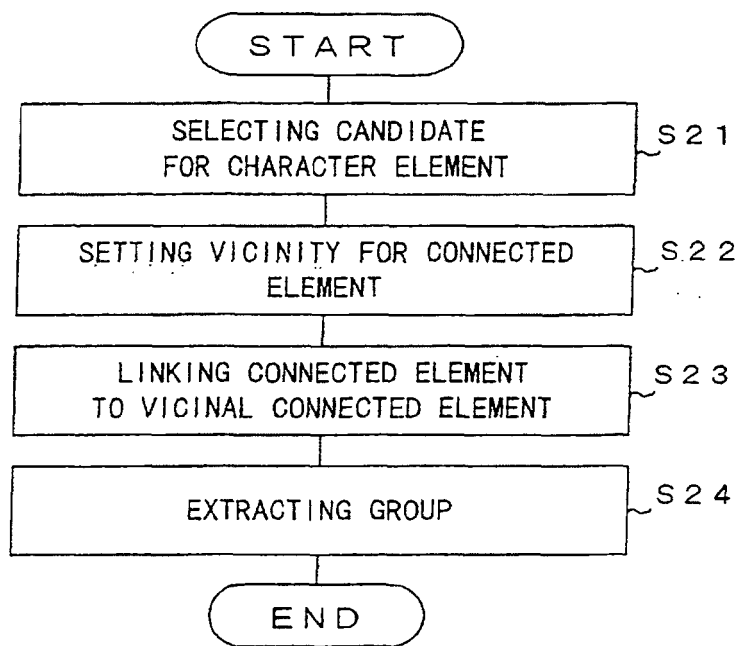 START
SELECTING CANDIDATE
FOR CHARACTER ELEMENT
S21
SETTING VICINITY FOR CONNECTED
ELEMENT
S22
LINKING CONNECTED ELEMENT
TO VICINAL CONNECTED ELEMENT
S23
EXTRACTING GROUP
S24
END